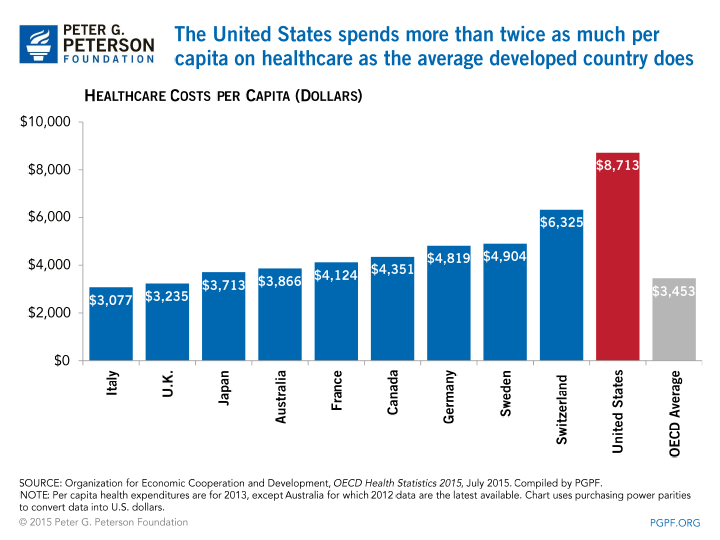 PETER G.
PETERSON
FOUNDATION
The United States spends more than twice as much per
capita on healthcare as the average developed country does
HEALTHCARE COSTS PER CAPITA (DOLLARS)
$10,000
$8,000
$6,000
$4,000
$2,000
$0
$3,077
$3,235
$3,713
$3,866
$4,124
$4,351
$4,819
$4,904
$6,325
$8,713
$3,453
Italy
U.K.
Japan
Australia
France
Canada
Germany
Sweden
Switzerland
United States
OECD Average
SOURCE: Organization for Economic Cooperation and Development, OECD Health Statistics 2015, July 2015. Compiled by PGPF.
NOTE: Per capita health expenditures are for 2013, except Australia for which 2012 data are the latest available. Chart uses purchasing power parities
to convert data into U.S. dollars.
© 2015 Peter G. Peterson Foundation
PGPF.ORG